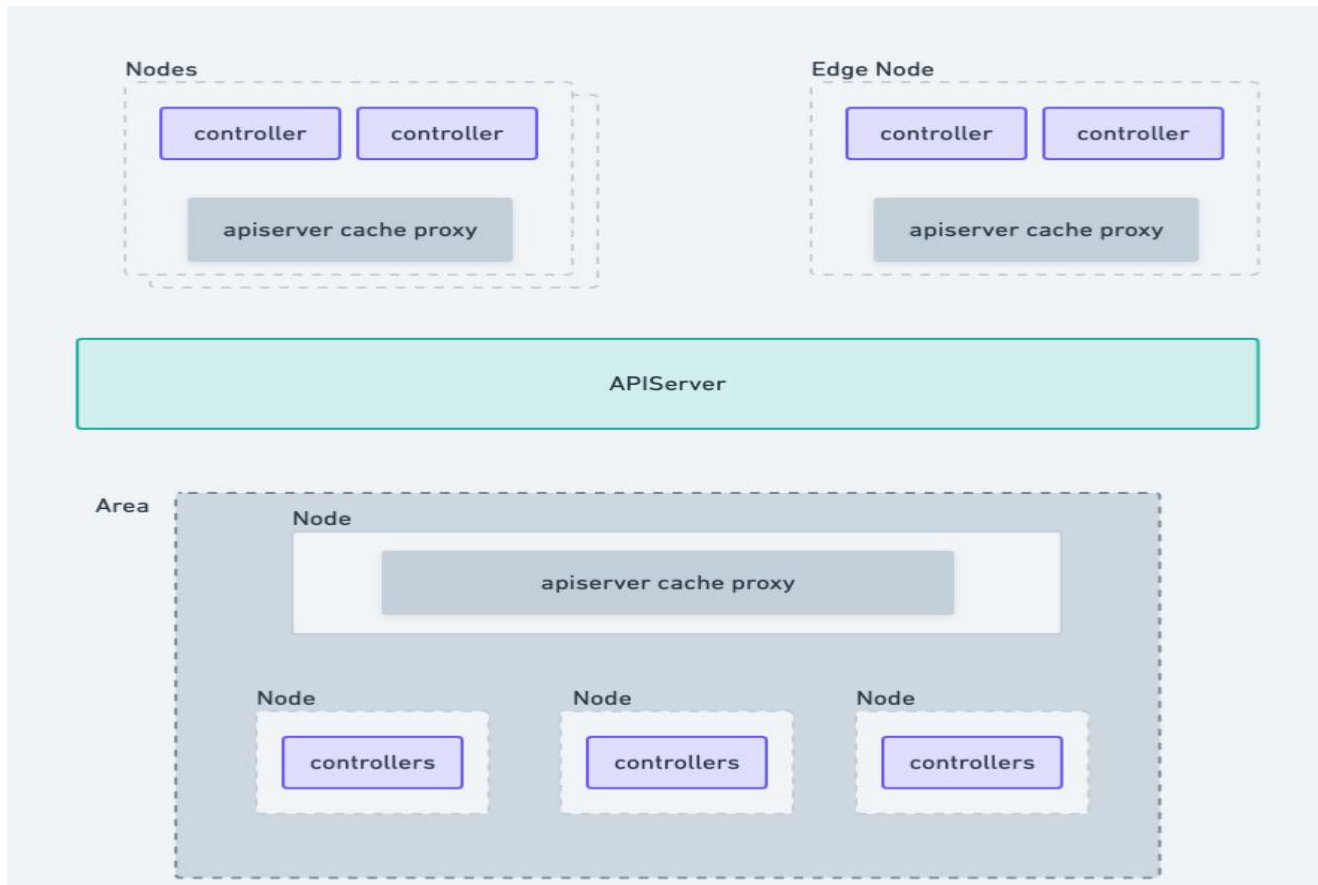 Nodes
Edge Node
controller
controller
controller
controller
apiserver cache proxy
apiserver cache proxy
APIServer
Area
Node
apiserver cache proxy
Node
Node
Node
controllers
controllers
controllers